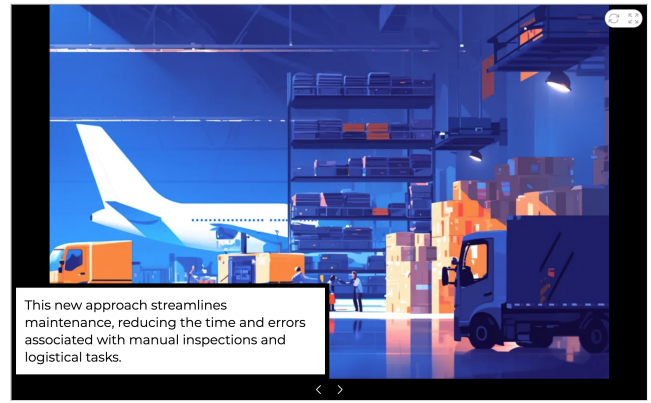 This new approach streamlines
maintenance, reducing the time and errors
associated with manual inspections and
logistical tasks.